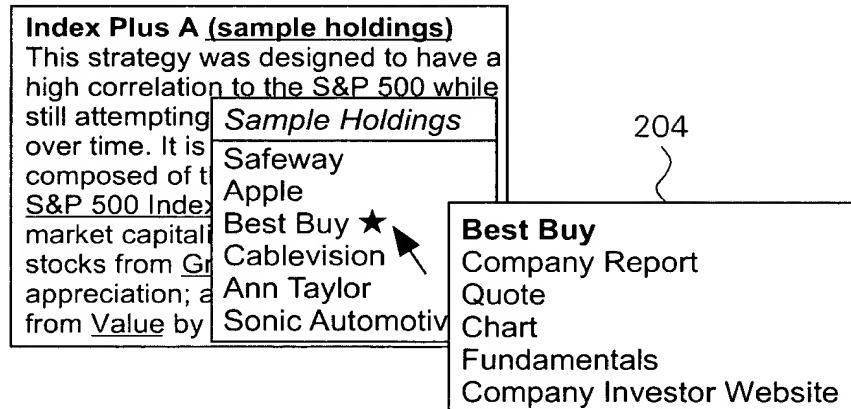 Index Plus A (sample holdings)
This strategy was designed to have a
high correlation to the S&P 500 while
still attempting
over time. It is
composed of t
S&P 500 Index
market capitali
stocks from G
appreciation; a
from Value by
Sample Holdings
Safeway
Apple
Best Buy ★
Cablevision
Ann Taylor
Sonic Automotiv
204
Best Buy
Company Report
Quote
Chart
Fundamentals
Company Investor Website